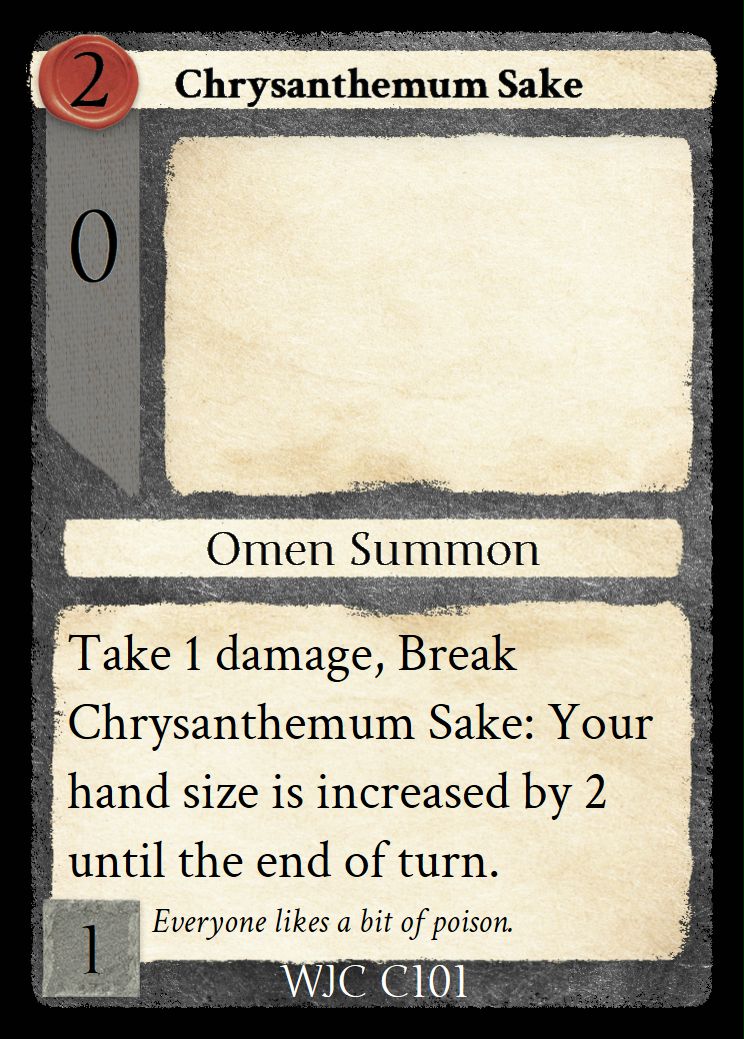 2
Chrysanthemum Sake
0
Omen Summon
Take 1 damage, Break
Chrysanthemum Sake: Your
hand size is increased by 2
until the end of turn.
Everyone likes a bit of poison.
1
WJC C101